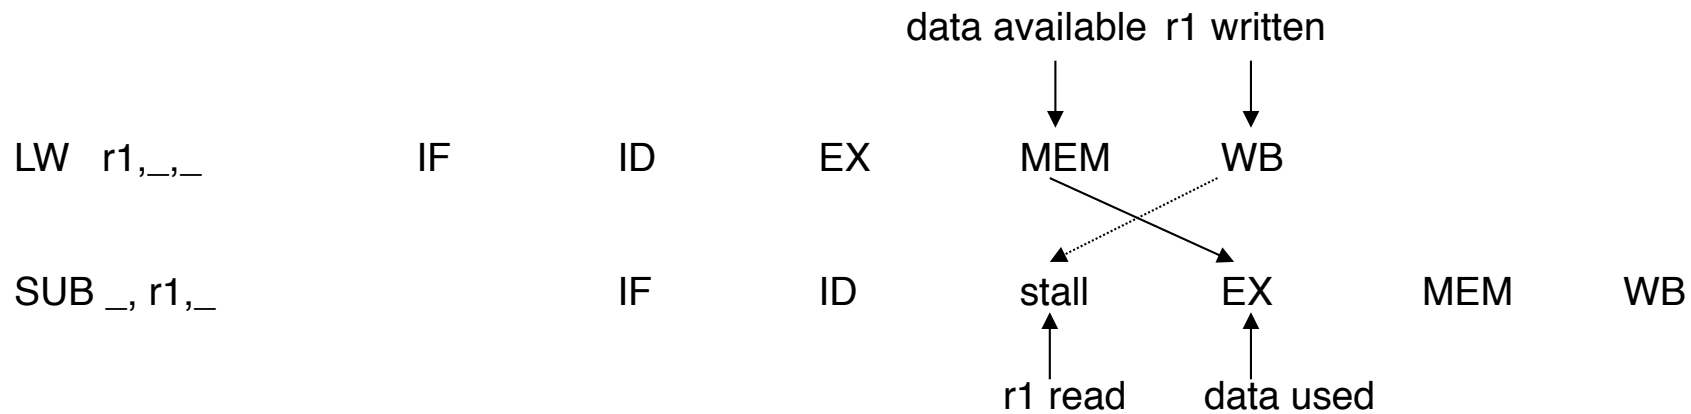 data available r1 written
LW r1,_,_ IF ID EX MEM WB
SUB _, r1,_ IF ID stall EX MEM WB
r1 read data used